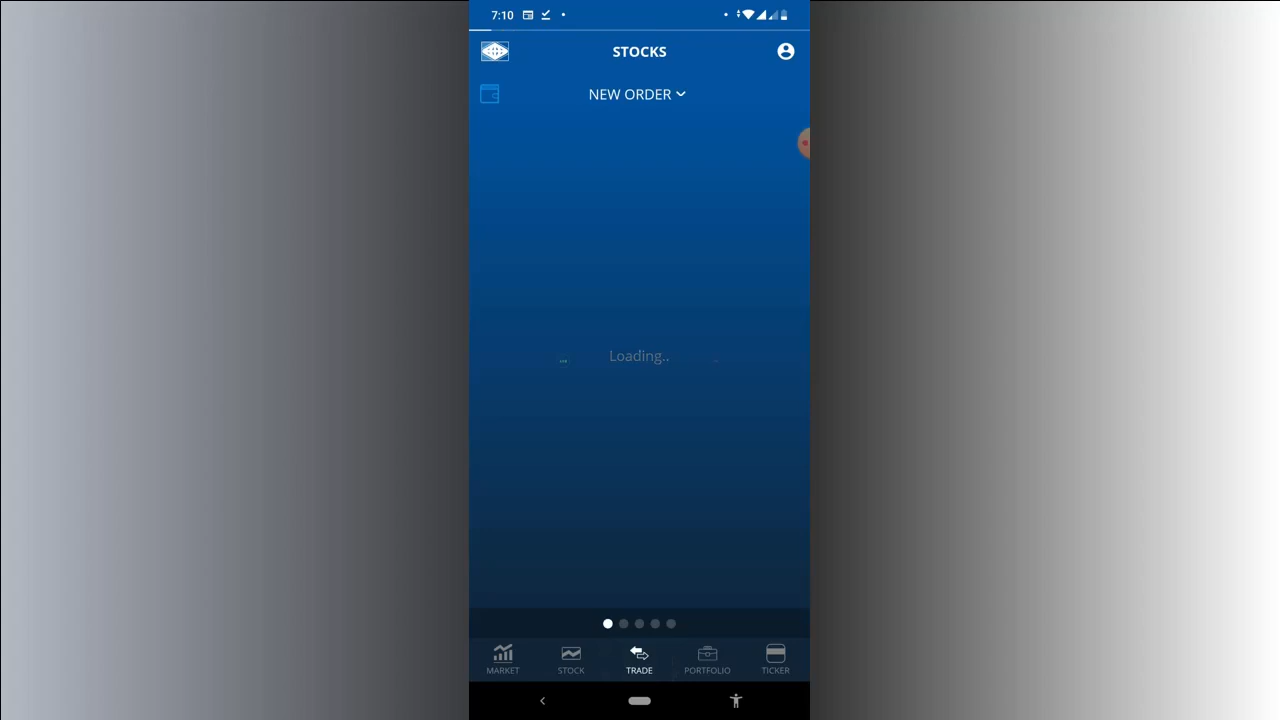 7:10
STOCKS
NEW ORDER
Loading..
MARKET STOCK TRADE PORTFOLIO TICKER